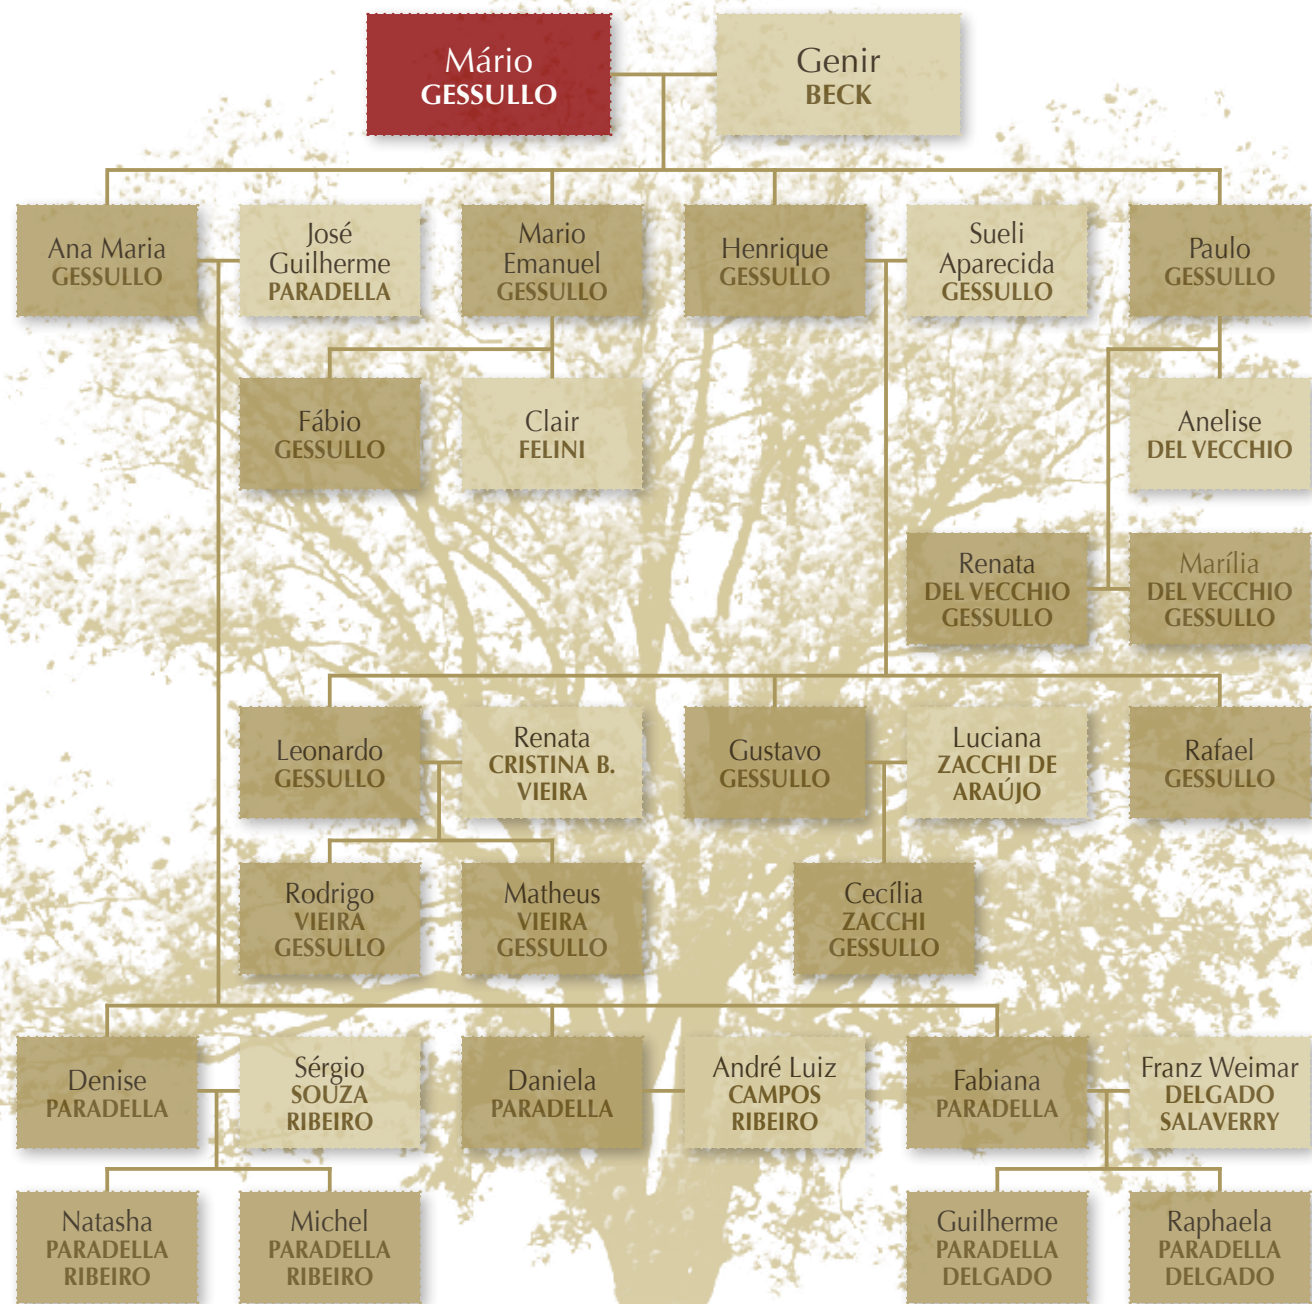 Mário
GESSULLO
Genir
BECK
Ana Maria
GESSULLO
José
Guilherme
PARADELLA
Mario
Emanuel
GESSULLO
Henrique
GESSULLO
Sueli
Aparecida
GESSULLO
Paulo
GESSULLO
Fábio
GESSULLO
Clair
FELINI
Anelise
DEL VECCHIO
Renata
DEL VECCHIO
GESSULLO
Marília
DEL VECCHIO
GESSULLO
Leonardo
GESSULLO
Renata
CRISTINA B.
VIEIRA
Gustavo
GESSULLO
Luciana
ZACCHI DE
ARAÚJO
Rafael
GESSULLO
Rodrigo
VIEIRA
GESSULLO
Matheus
VIEIRA
GESSULLO
Cecília
ZACCHI
GESSULLO
Denise
PARADELLA
Sérgio
SOUZA
RIBEIRO
Daniela
PARADELLA
André Luiz
CAMPOS
RIBEIRO
Fabiana
PARADELLA
Franz Weimar
DELGADO
SALAVERRY
Natasha
PARADELLA
RIBEIRO
Michel
PARADELLA
RIBEIRO
Guilherme
PARADELLA
DELGADO
Raphaela
PARADELLA
DELGADO